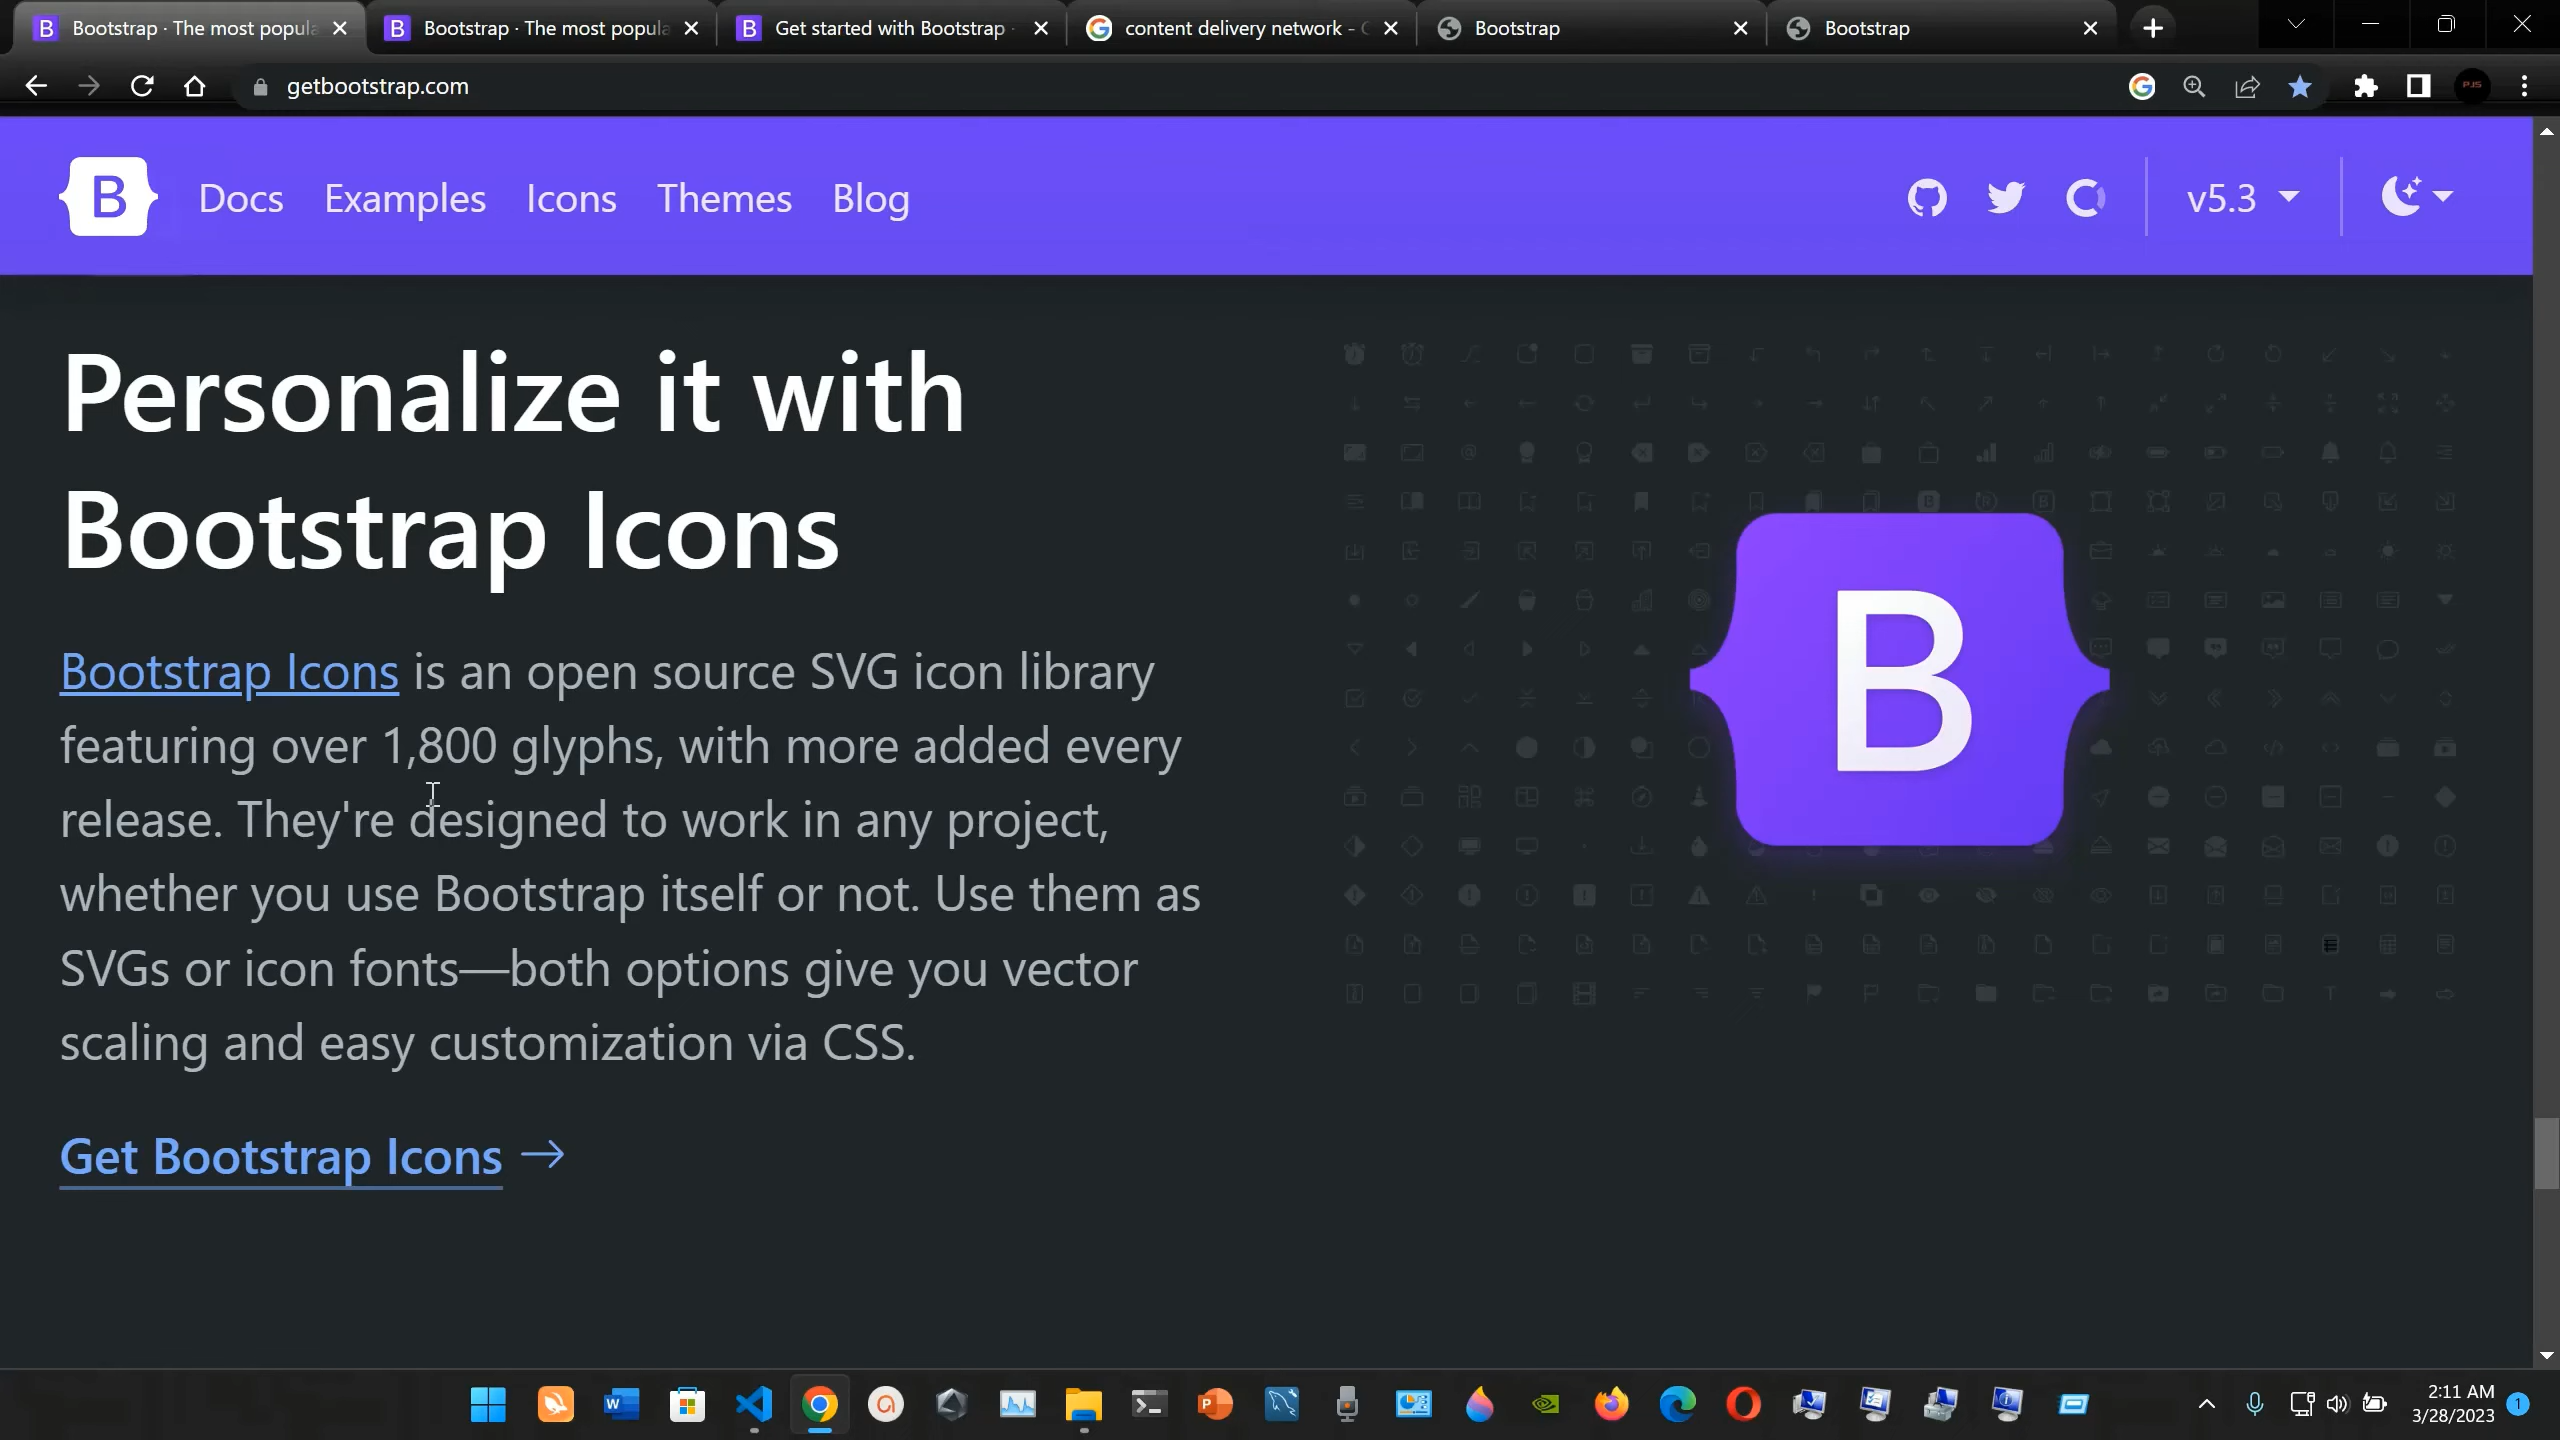 Bootstrap · The most popula
Bootstrap · The most popula
Get started with Bootstrap
content delivery network -
Bootstrap
Bootstrap
getbootstrap.com
PJS
B
Docs
Examples
Icons
Themes
Blog
v5.3
Personalize it with
Bootstrap Icons
B
Bootstrap Icons is an open source SVG icon library
featuring over 1,800 glyphs, with more added every
release. They're designed to work in any project,
whether you use Bootstrap itself or not. Use them as
SVGs or icon fonts—both options give you vector
scaling and easy customization via CSS.
Get Bootstrap Icons
2:11 AM
3/28/2023
1